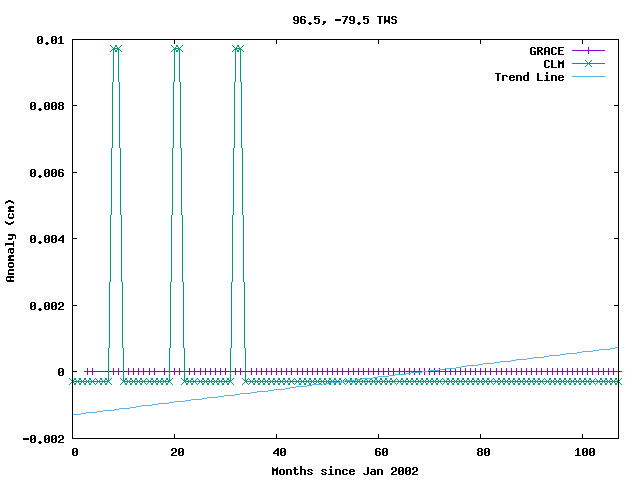 96.5, -79.5 TWS
GRACE
CLM
Trend Line
0.01
0.008
0.006
0.004
0.002
0
-0.002
Anomaly (cm)
0 20 40 60 80 100
Months since Jan 2002